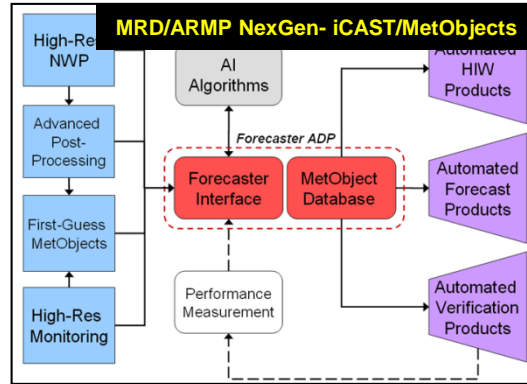 MRD/ARMP NexGen- iCAST/MetObjects
High-Res
NWP
AI
Algorithms
Automated
HIW
Products
Advanced
Post-
Processing
Forecaster ADP
Forecaster
Interface
MetObject
Database
Automated
Forecast
Products
First-Guess
MetObjects
High-Res
Monitoring
Performance
Measurement
Automated
Verification
Products